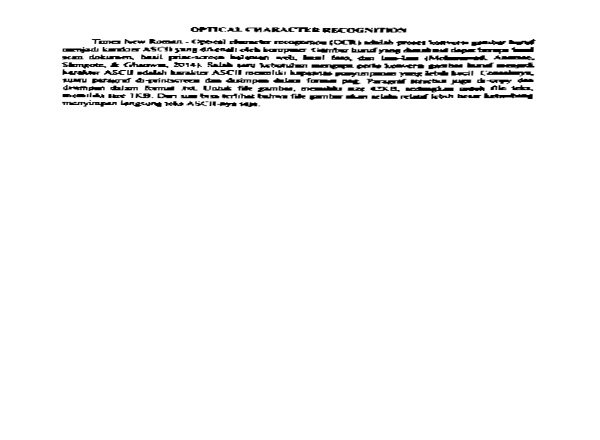 OPTICAL CHARACTER RECOGNITION
Times New Roman - Optical character recognition (OCR) adalah proses konversi gambar huruf
menjadi karakter ASCII yang dikenali oleh komputer. Gambar huruf yang dimaksud dapat berupa hasil
scan dokumen, hasil print-screen halaman web, hasil foto, dan lain-lain (Mohammad, Anarase,
Shingote, & Ghanwat, 2014). Salah satu kebutuhan mengapa perlu konversi gambar huruf menjadi
karakter ASCII adalah karakter ASCII memiliki kapasitas penyimpanan yang lebih kecil. Contohnya,
suatu paragraf di-printscreen dan disimpan dalam format png. Paragraf tersebut juga di-copy dan
disimpan dalam format .txt. Untuk file gambar, memiliki size KB, sedangkan untuk file teks,
memiliki size 1KB. Dari sini bisa terlihat bahwa file gambar akan selalu relatif lebih besar ketimbang
menyimpan langsung teks ASCII-nya saja.